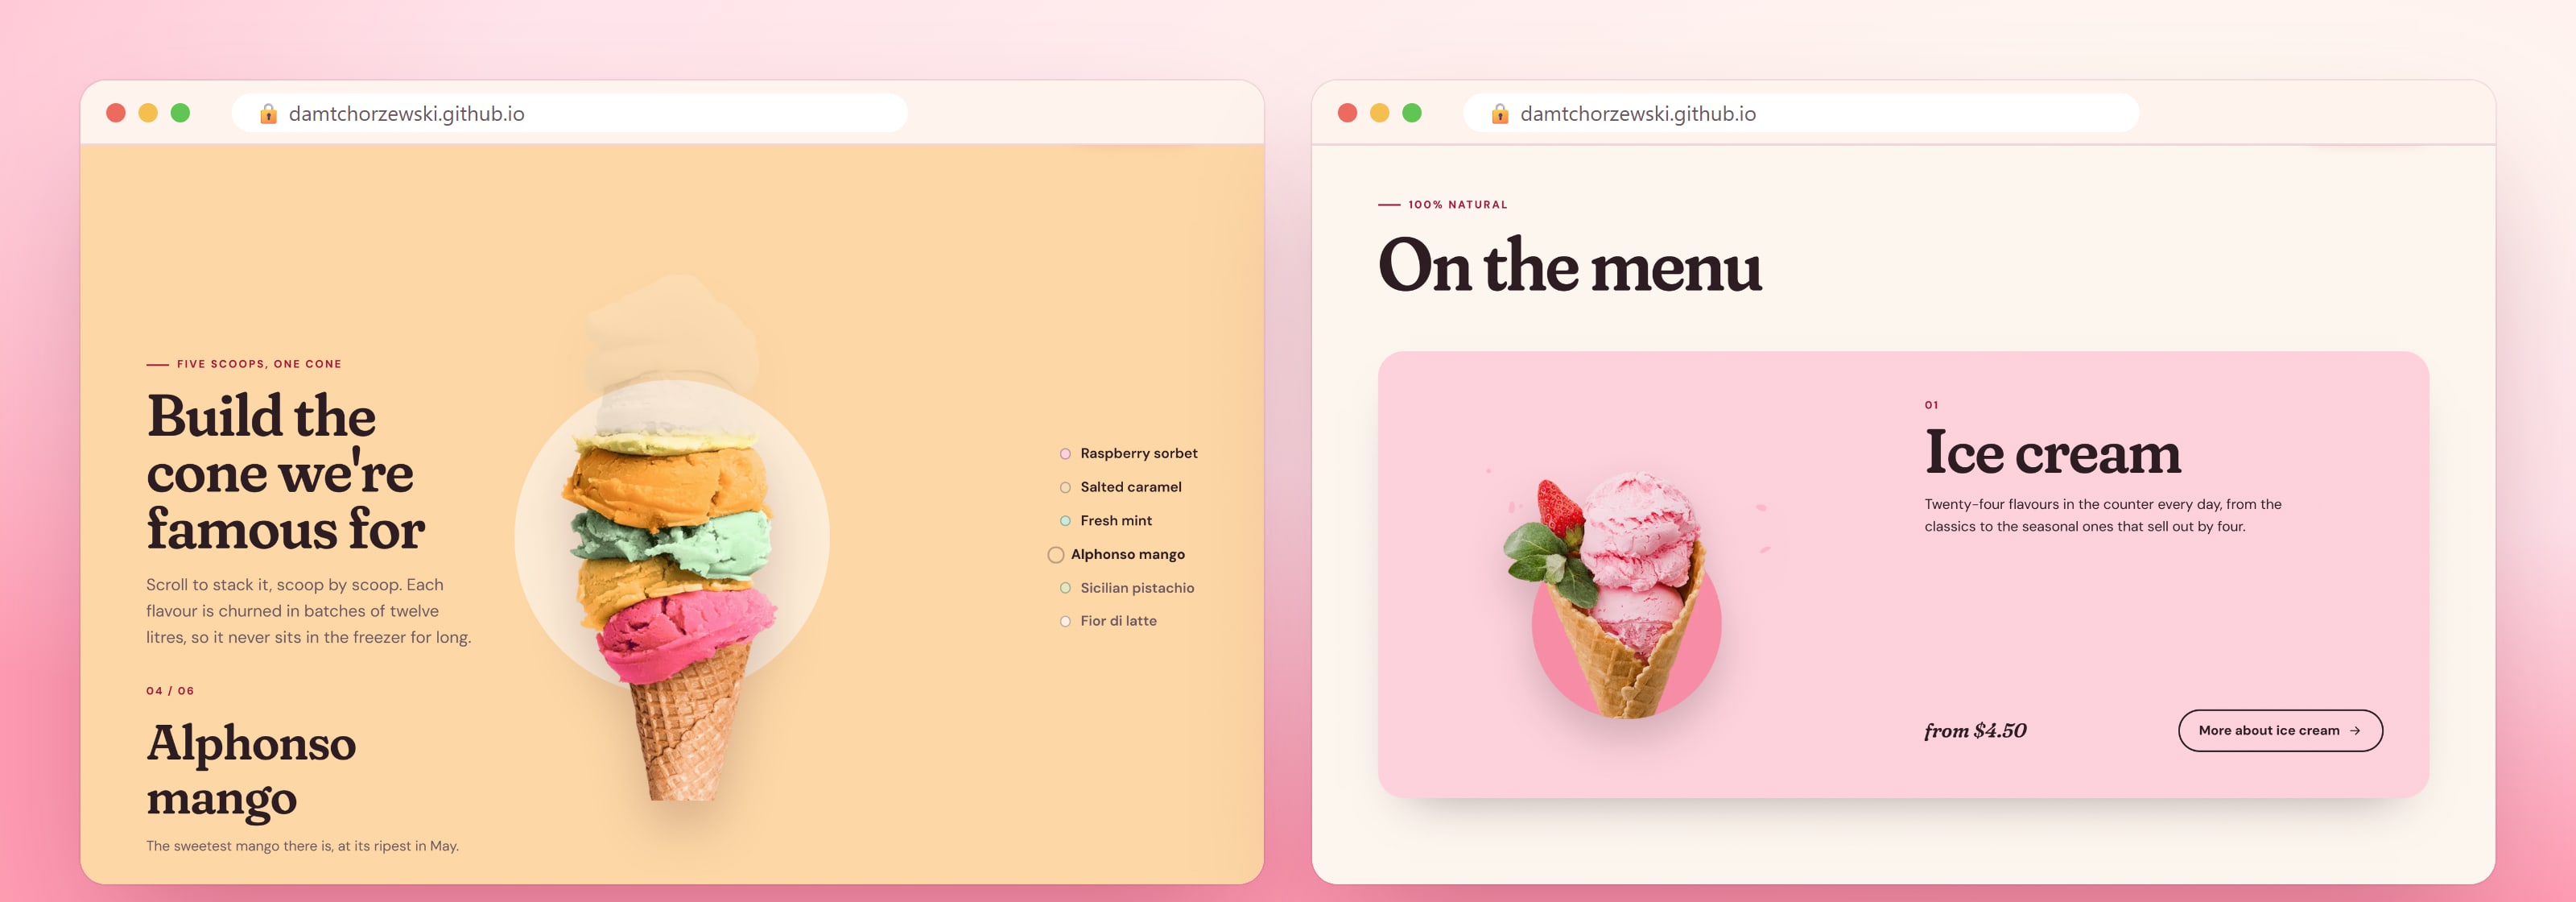 damtchorzewski.github.io
FIVE SCOOPS, ONE CONE
Build the
cone we're
famous for
Scroll to stack it, scoop by scoop. Each
flavour is churned in batches of twelve
litres, so it never sits in the freezer for long.
04 / 06
Alphonso
mango
The sweetest mango there is, at its ripest in May.
Raspberry sorbet
Salted caramel
Fresh mint
Alphonso mango
Sicilian pistachio
Fior di latte
damtchorzewski.github.io
100% NATURAL
On the menu
01
Ice cream
Twenty-four flavours in the counter every day, from the
classics to the seasonal ones that sell out by four.
from $4.50
More about ice cream →